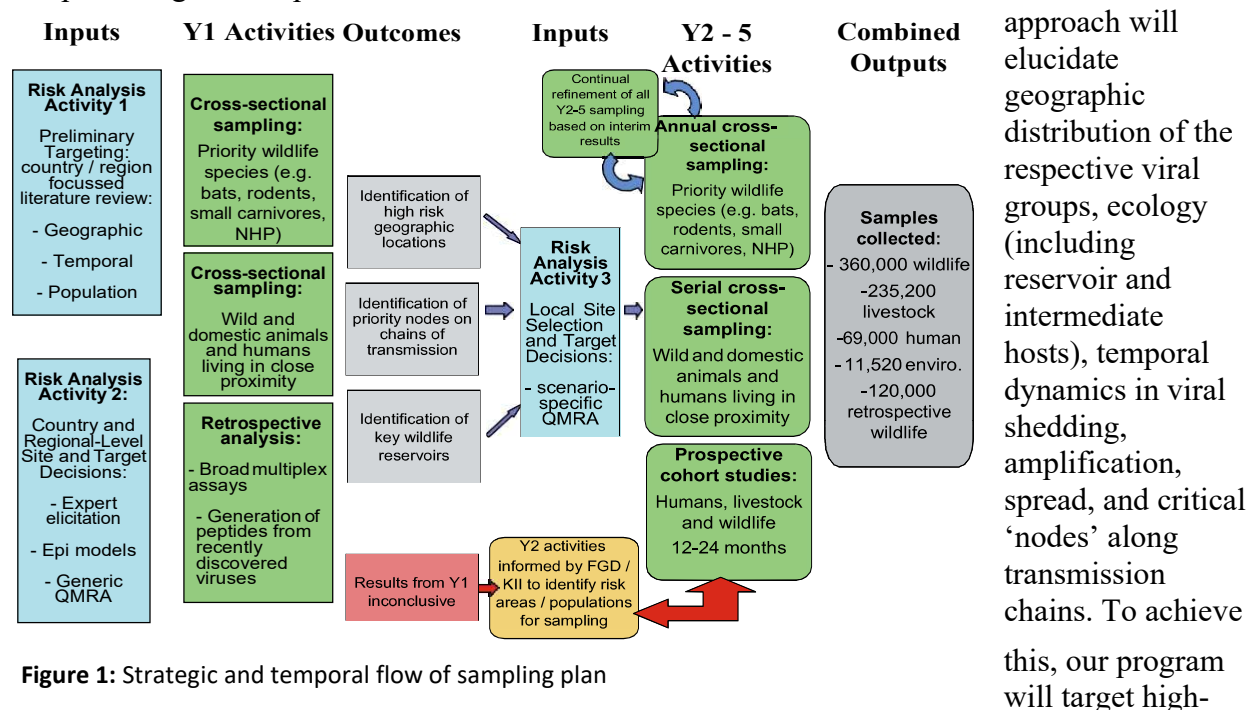 Inputs
Y1 Activities
Outcomes
Inputs
Y2 - 5
Activities
Combined
Outputs
Risk Analysis
Activity 1
Preliminary
Targeting:
country / region
focussed
literature review:
- Geographic
- Temporal
- Population
Risk Analysis
Activity 2:
Country and
Regional-Level
Site and Target
Decisions:
- Expert
elicitation
- Epi models
- Generic
QMRA
Cross-sectional
sampling:
Priority wildlife
species (e.g.
bats, rodents,
small carnivores,
NHP)
Cross-sectional
sampling:
Wild and
domestic animals
and humans
living in close
proximity
Retrospective
analysis:
- Broad multiplex
assays
- Generation of
peptides from
recently
discovered
viruses
Identification of
high risk
geographic
locations
Identification of
priority nodes on
chains of
transmission
Identification of
key wildlife
reservoirs
Results from Y1
inconclusive
Risk
Analysis
Activity 3
Local Site
Selection
and Target
Decisions:
- scenario-
specific
QMRA
Y2 activities
informed by FGD /
KII to identify risk
areas / populations
for sampling
Continual
refinement of all
Y2-5 sampling
based on interim
results
Annual cross-
sectional
sampling:
Priority wildlife
species (e.g. bats,
rodents, small
carnivores, NHP)
Serial cross-
sectional
sampling:
Wild and domestic
animals and
humans living in
close proximity
Prospective
cohort studies:
Humans, livestock
and wildlife
12-24 months
Samples
collected:
- 360,000 wildlife
-235,200
livestock
-69,000 human
- 11,520 enviro.
-120,000
retrospective
wildlife
Figure 1: Strategic and temporal flow of sampling plan
approach will
elucidate
geographic
distribution of the
respective viral
groups, ecology
(including
reservoir and
intermediate
hosts), temporal
dynamics in viral
shedding,
amplification,
spread, and critical
‘nodes’ along
transmission
chains. To achieve
this, our program
will target high-